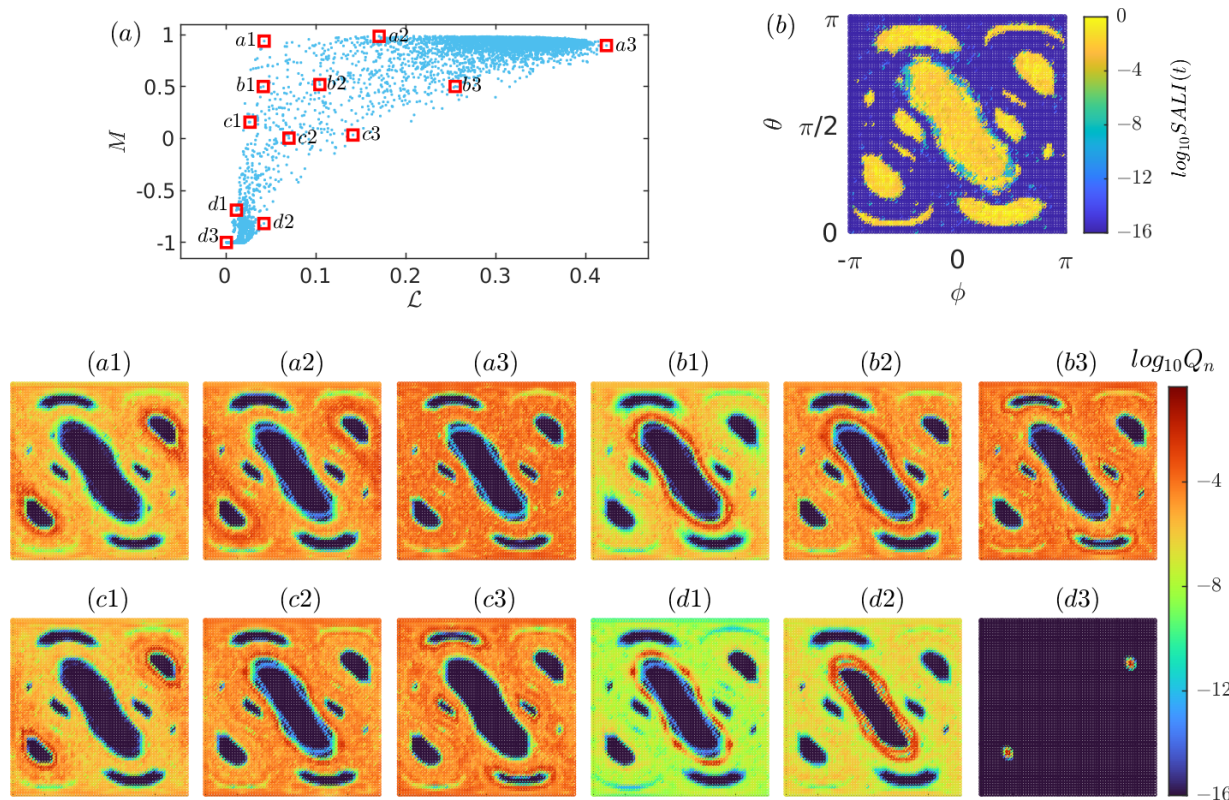 (a)
1
0.5
0
-0.5
-1
M
a1
a2
a3
b1
b2
b3
c1
c2
c3
d1
d2
d3
0
0.1
0.2
0.3
0.4
ℒ
(b)
π
π/2
0
θ
-π
0
π
ϕ
0
−4
−8
−12
−16
log₁₀SALI(t)
(a1)
(a2)
(a3)
(b1)
(b2)
(b3)
log₁₀Qₙ
(c1)
(c2)
(c3)
(d1)
(d2)
(d3)
−4
−8
−12
−16